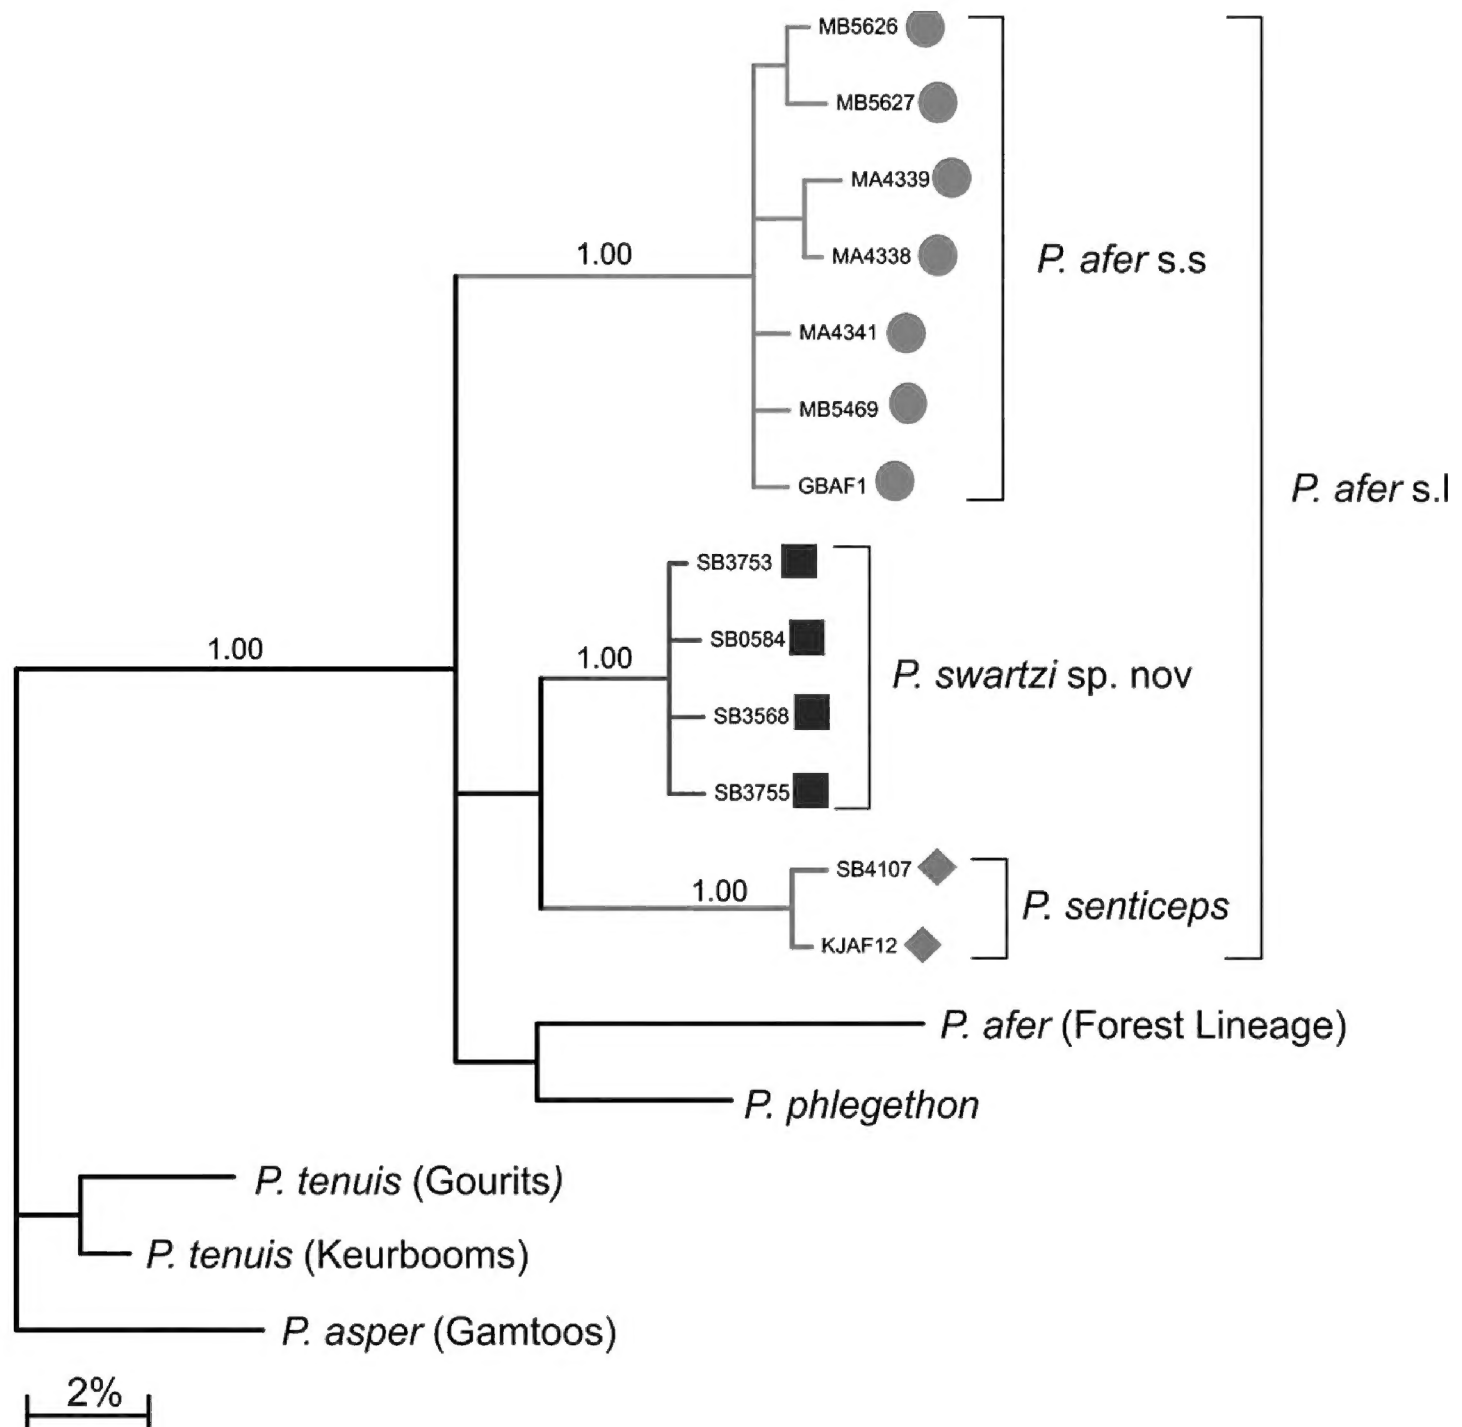 MB5626
MB5627
MA4339
MA4338
P. afer s.s
1.00
MA4341
MB5469
GBAF1
P. afer s.l
SB3753
SB0584
1.00
1.00
P. swartzi sp. nov
SB3568
SB3755
SB4107
1.00
P. senticeps
KJAF12
P. afer (Forest Lineage)
P. phlegethon
P. tenuis (Gourits)
P. tenuis (Keurbooms)
P. asper (Gamtoos)
2%